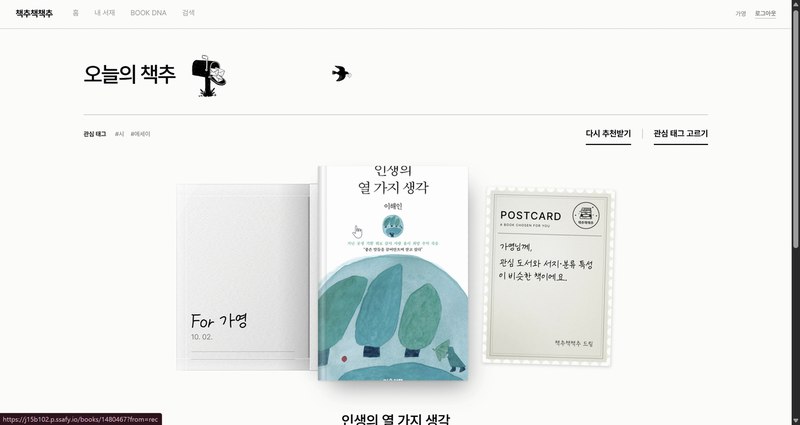 책추책책추
홈
내 서재
BOOK DNA
검색
가영
로그아웃
오늘의 책추
관심 태그
#시
#에세이
다시 추천받기
관심 태그 고르기
For 가영
10. 02.
인생의
열 가지 생각
이해인
POSTCARD
A BOOK CHOSEN FOR YOU
책추책책추
가영님께,
관심 도서와 서지·분류 특성
이 비슷한 책이에요.
책추책책추 드림
인생의 열 가지 생각
https://j15b102.p.ssafy.io/books/1480467?from=rec